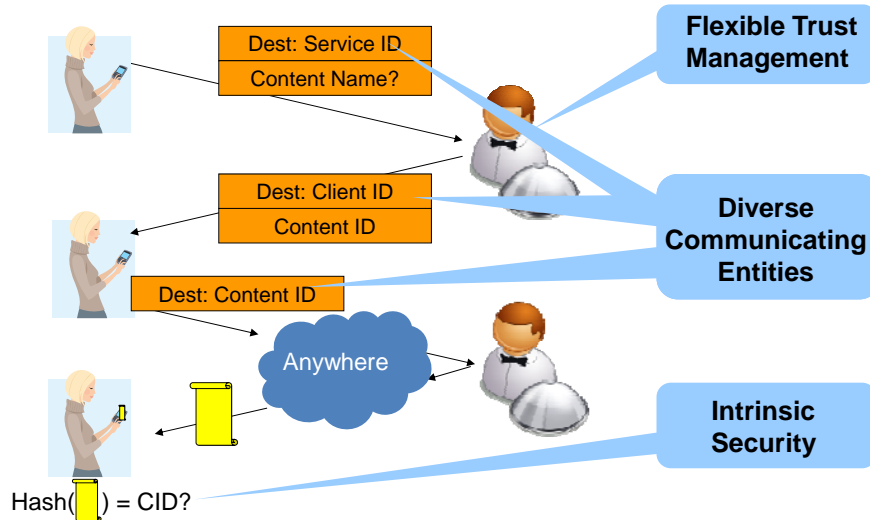 Dest: Service ID
Content Name?
Flexible Trust
Management
Dest: Client ID
Content ID
Diverse
Communicating
Entities
Dest: Content ID
Anywhere
Intrinsic
Security
Hash( ) = CID?